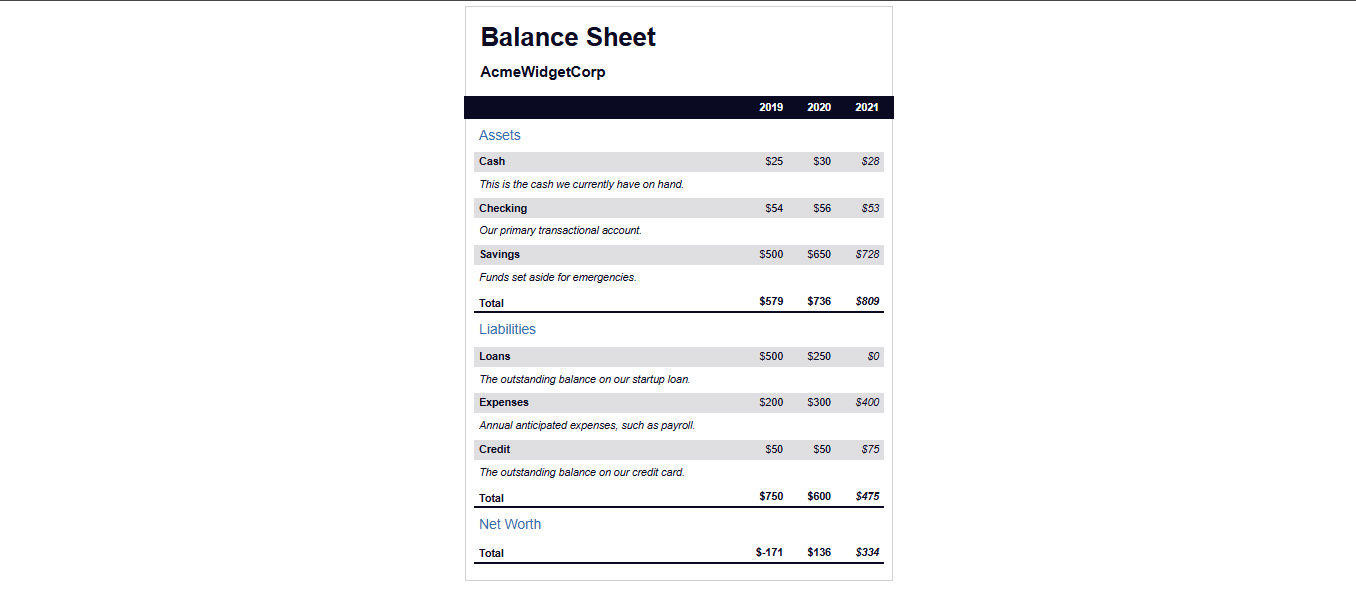 Balance Sheet
AcmeWidgetCorp
2019 2020 2021
Assets
Cash $25 $30 $28
This is the cash we currently have on hand.
Checking $54 $56 $53
Our primary transactional account.
Savings $500 $650 $728
Funds set aside for emergencies.
Total $579 $736 $809
Liabilities
Loans $500 $250 $0
The outstanding balance on our startup loan.
Expenses $200 $300 $400
Annual anticipated expenses, such as payroll.
Credit $50 $50 $75
The outstanding balance on our credit card.
Total $750 $600 $475
Net Worth
Total $-171 $136 $334